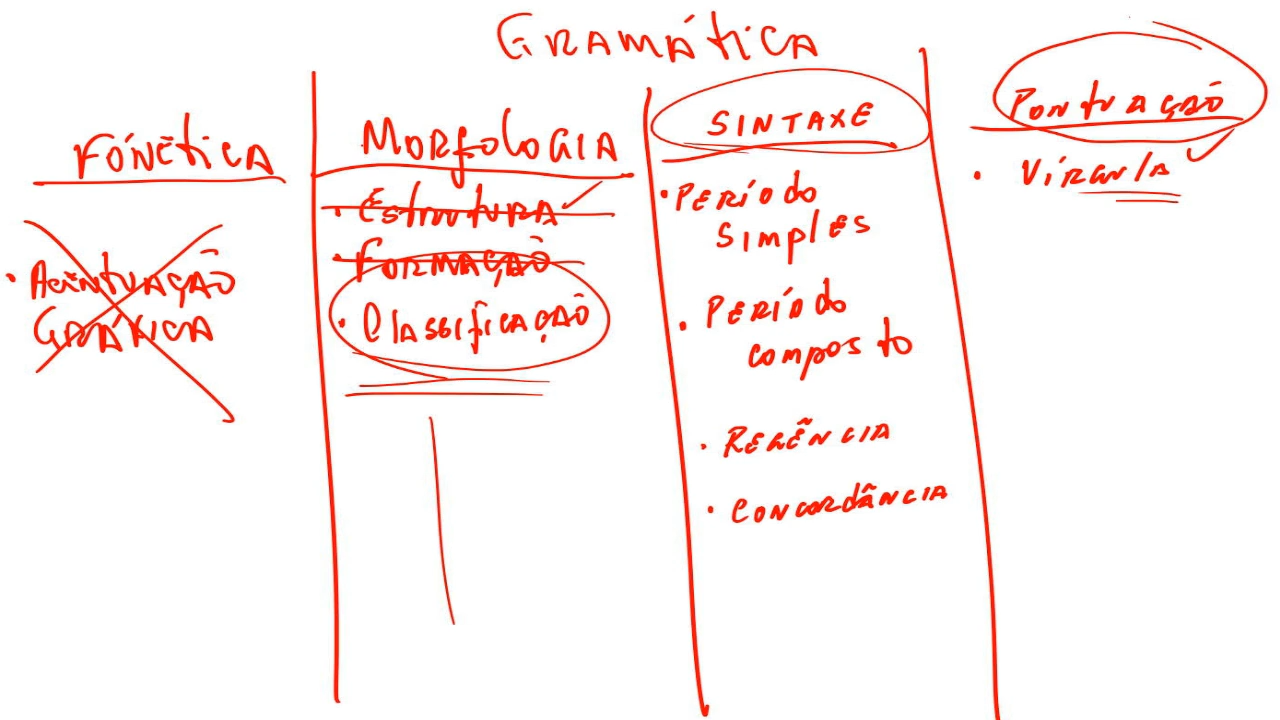 GRAMÁTICA
FONÉTICA
• ACENTUAÇÃO
GRÁFICA
MORFOLOGIA
• ESTRUTURA
• FORMAÇÃO
• CLASSIFICAÇÃO
SINTAXE
• PERÍODO
SIMPLES
• PERÍODO
COMPOSTO
• REGÊNCIA
• CONCORDÂNCIA
PONTUAÇÃO
• VÍRGULA